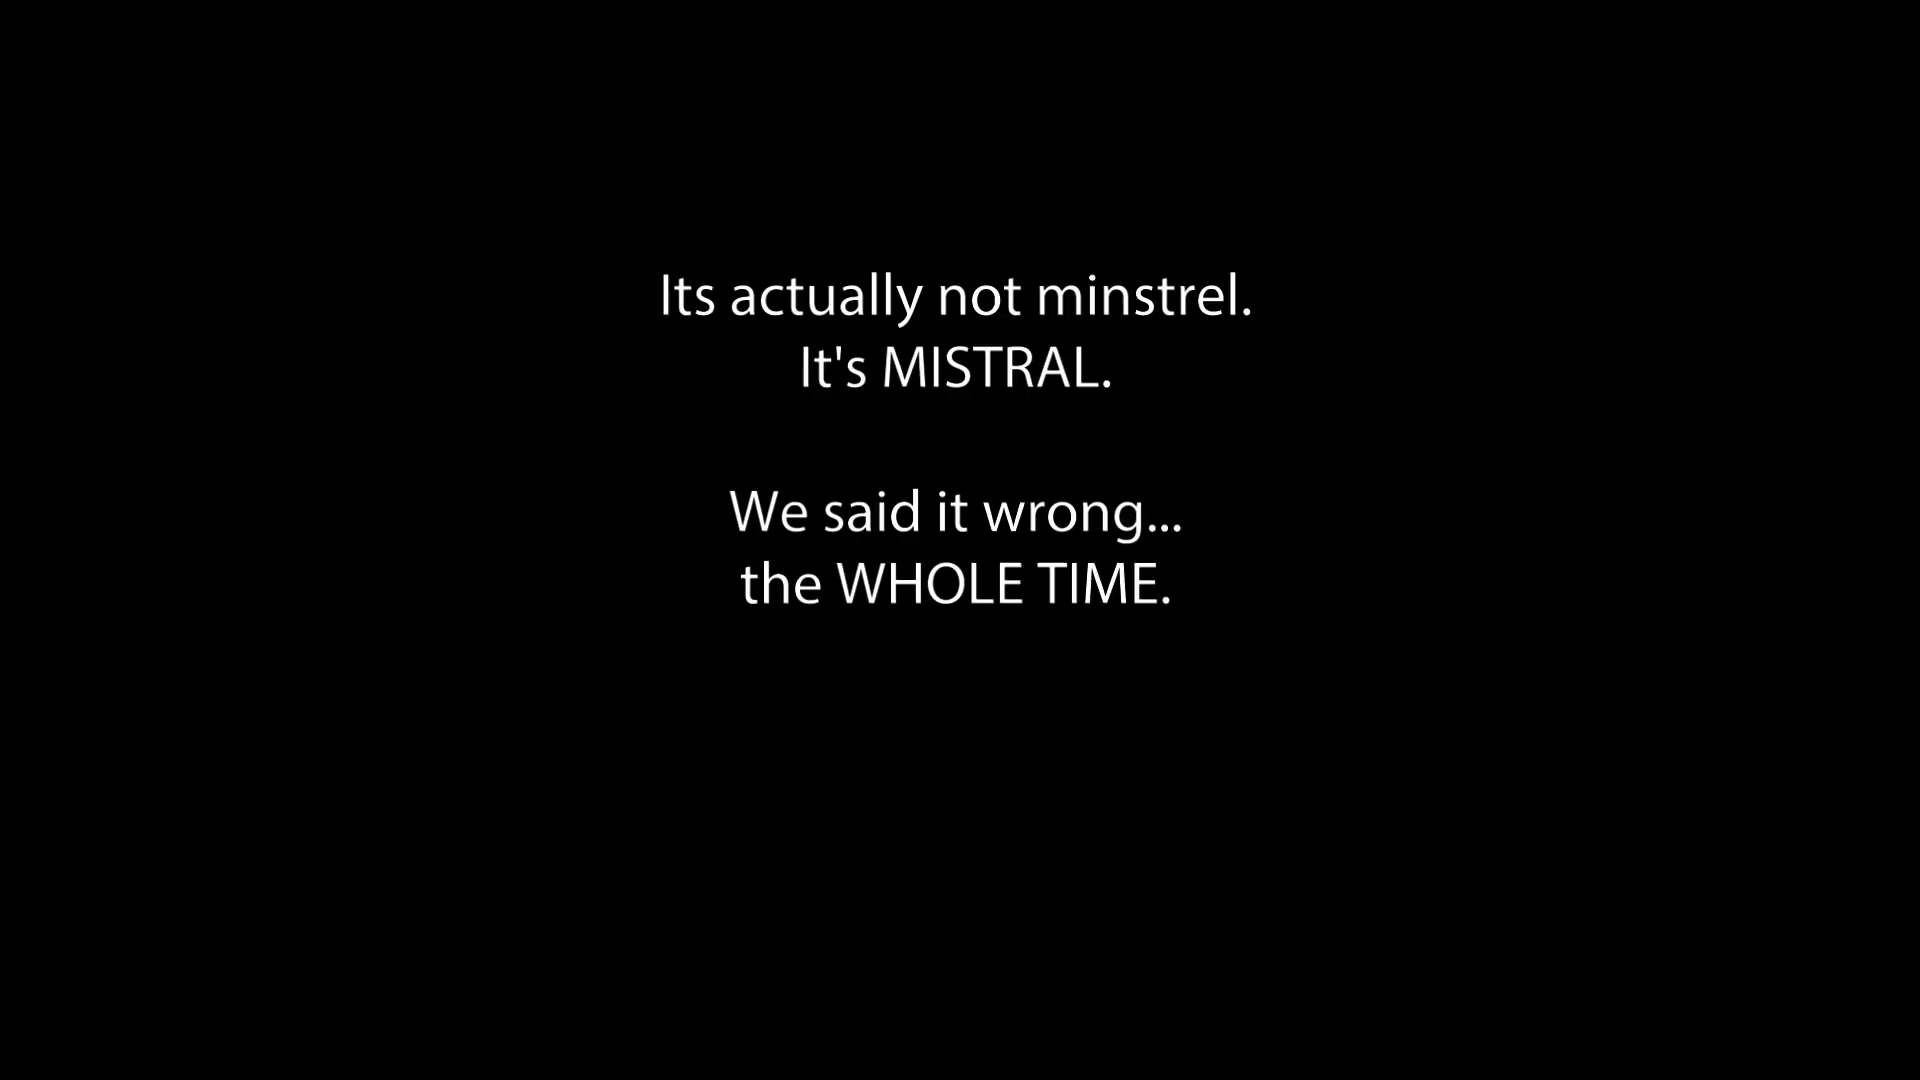 Its actually not minstrel.
It's MISTRAL.
We said it wrong...
the WHOLE TIME.